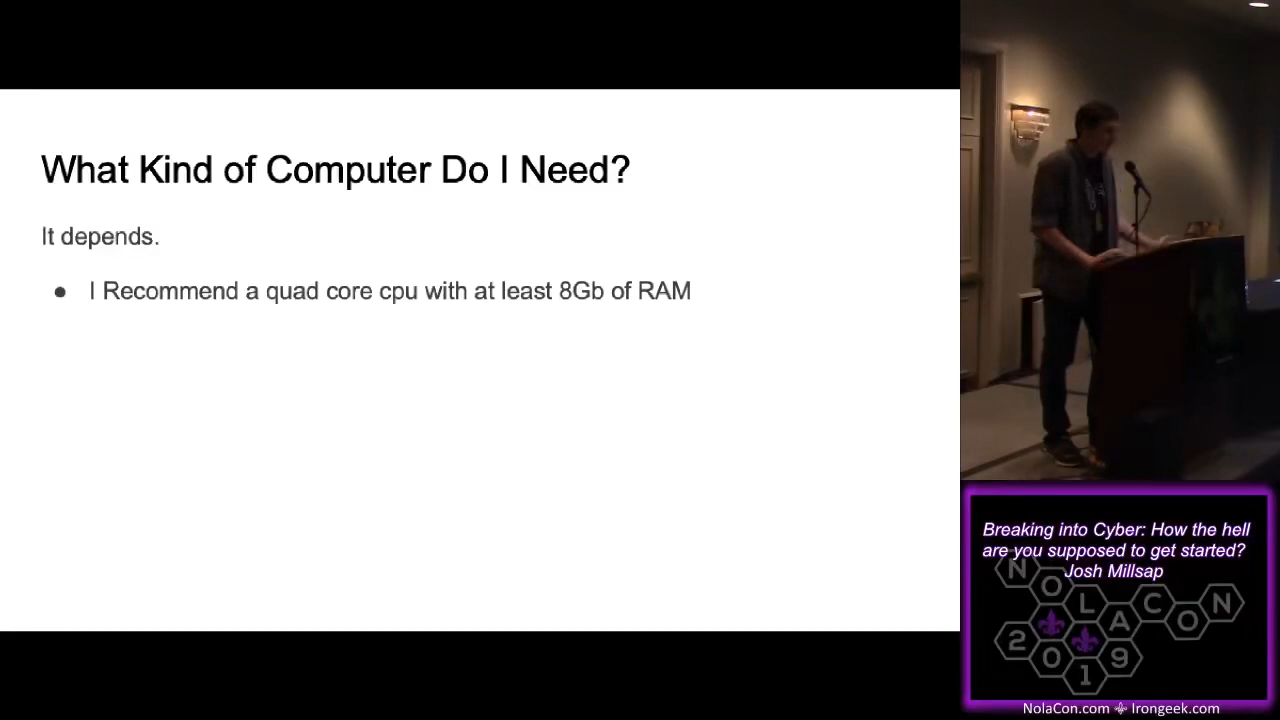 What Kind of Computer Do I Need?
It depends.
● I Recommend a quad core cpu with at least 8Gb of RAM
Breaking into Cyber: How the hell
are you supposed to get started?
Josh Millsap
NOLACON
2019
NolaCon.com ⚜ Irongeek.com